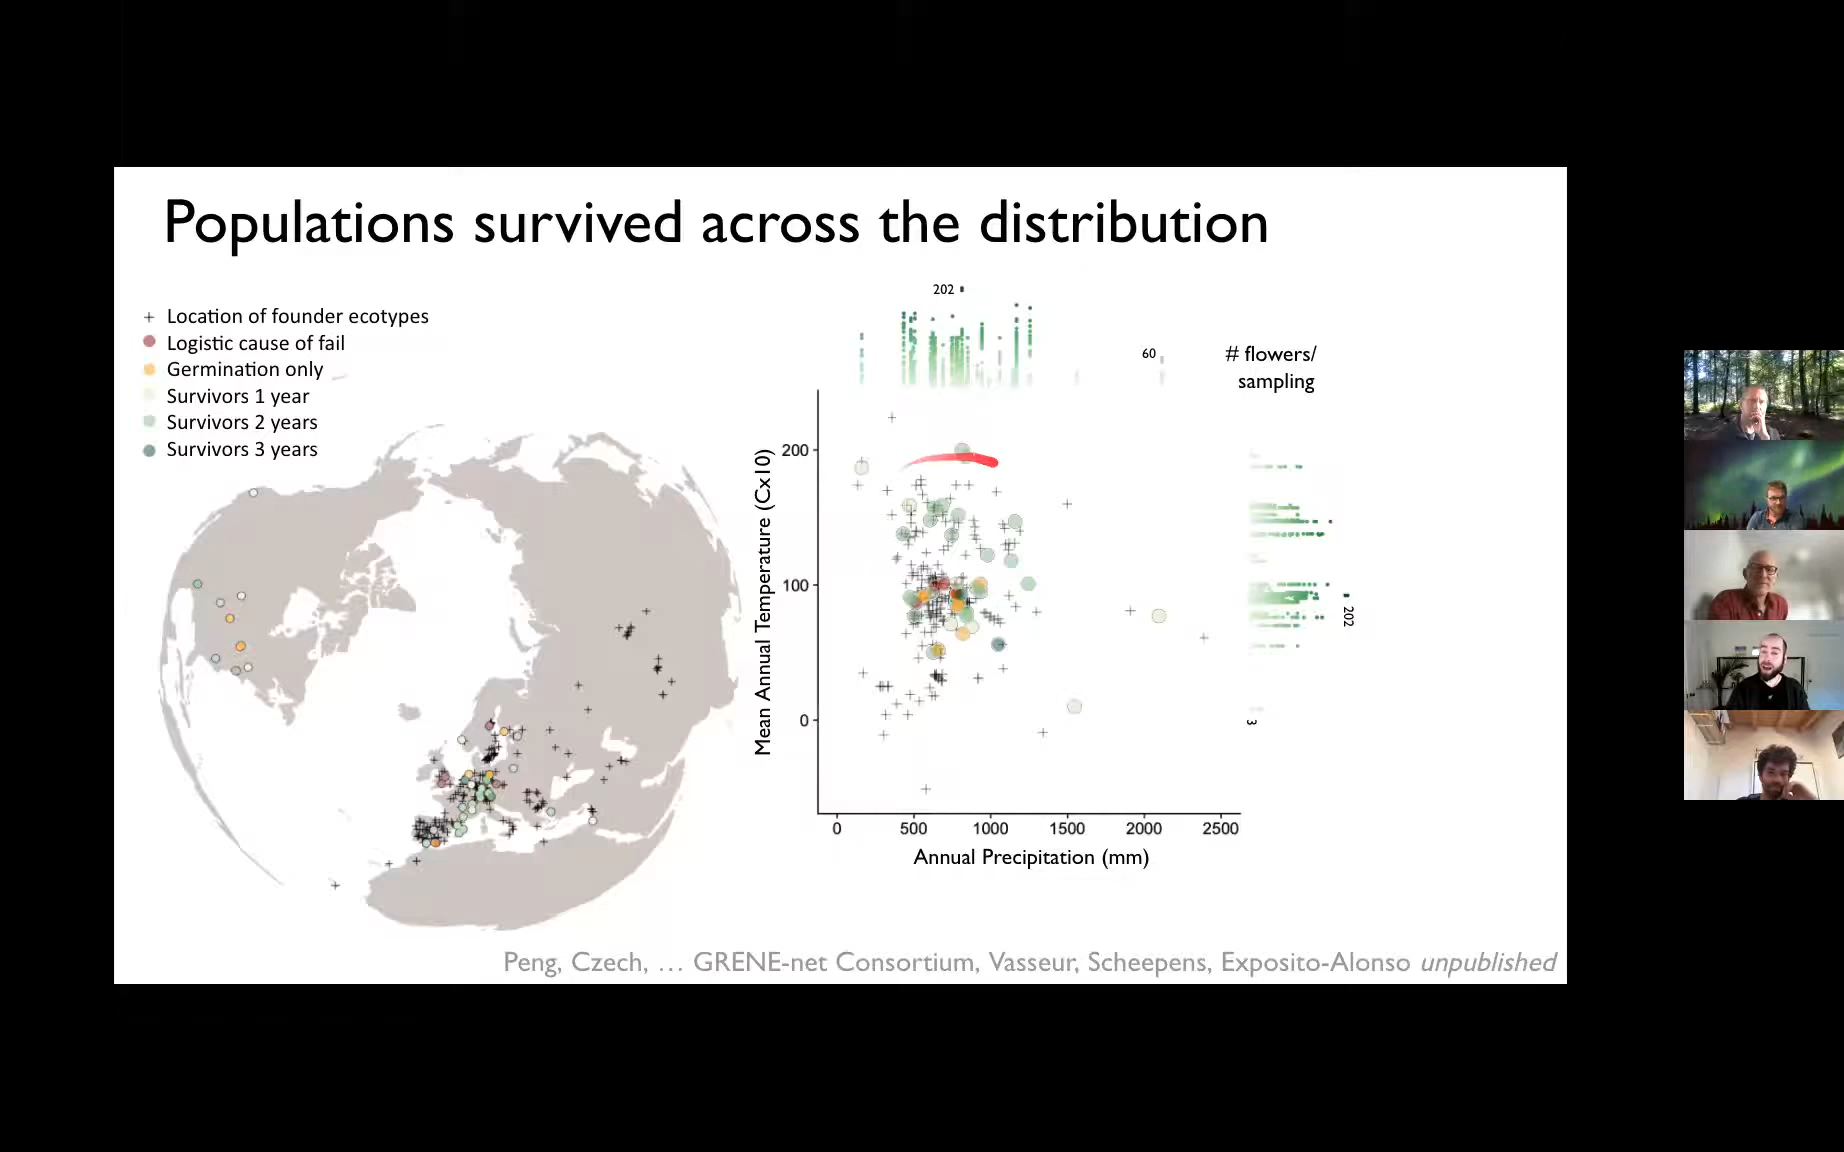 Populations survived across the distribution
Location of founder ecotypes
Logistic cause of fail
Germination only
Survivors 1 year
Survivors 2 years
Survivors 3 years
202
60
# flowers/
sampling
Mean Annual Temperature (Cx10)
200
100
0
0 500 1000 1500 2000 2500
Annual Precipitation (mm)
202
3
Peng, Czech, … GRENE-net Consortium, Vasseur, Scheepens, Exposito-Alonso unpublished